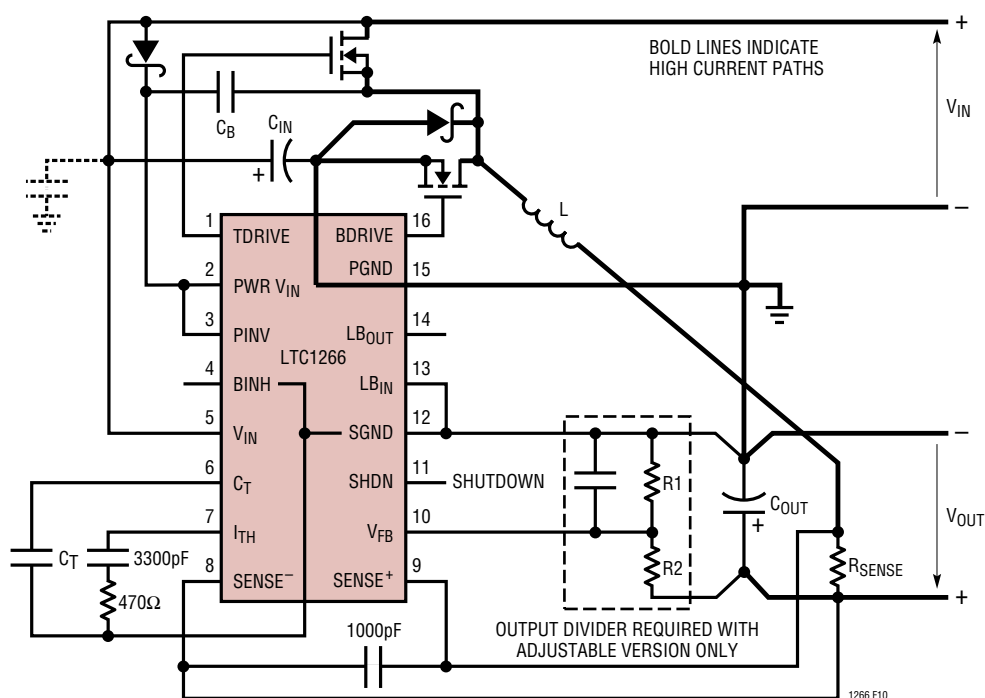 BOLD LINES INDICATE
HIGH CURRENT PATHS
+
V_IN
−
C_B
C_IN
+
L
1
TDRIVE
BDRIVE
16
2
PWR V_IN
PGND
15
3
PINV
LB_OUT
14
LTC1266
4
BINH
LB_IN
13
5
V_IN
SGND
12
6
C_T
SHDN
11
SHUTDOWN
7
I_TH
V_FB
10
8
SENSE⁻
SENSE⁺
9
C_T
3300pF
470Ω
1000pF
R1
R2
C_OUT
+
R_SENSE
−
V_OUT
+
OUTPUT DIVIDER REQUIRED WITH
ADJUSTABLE VERSION ONLY
1266 F10